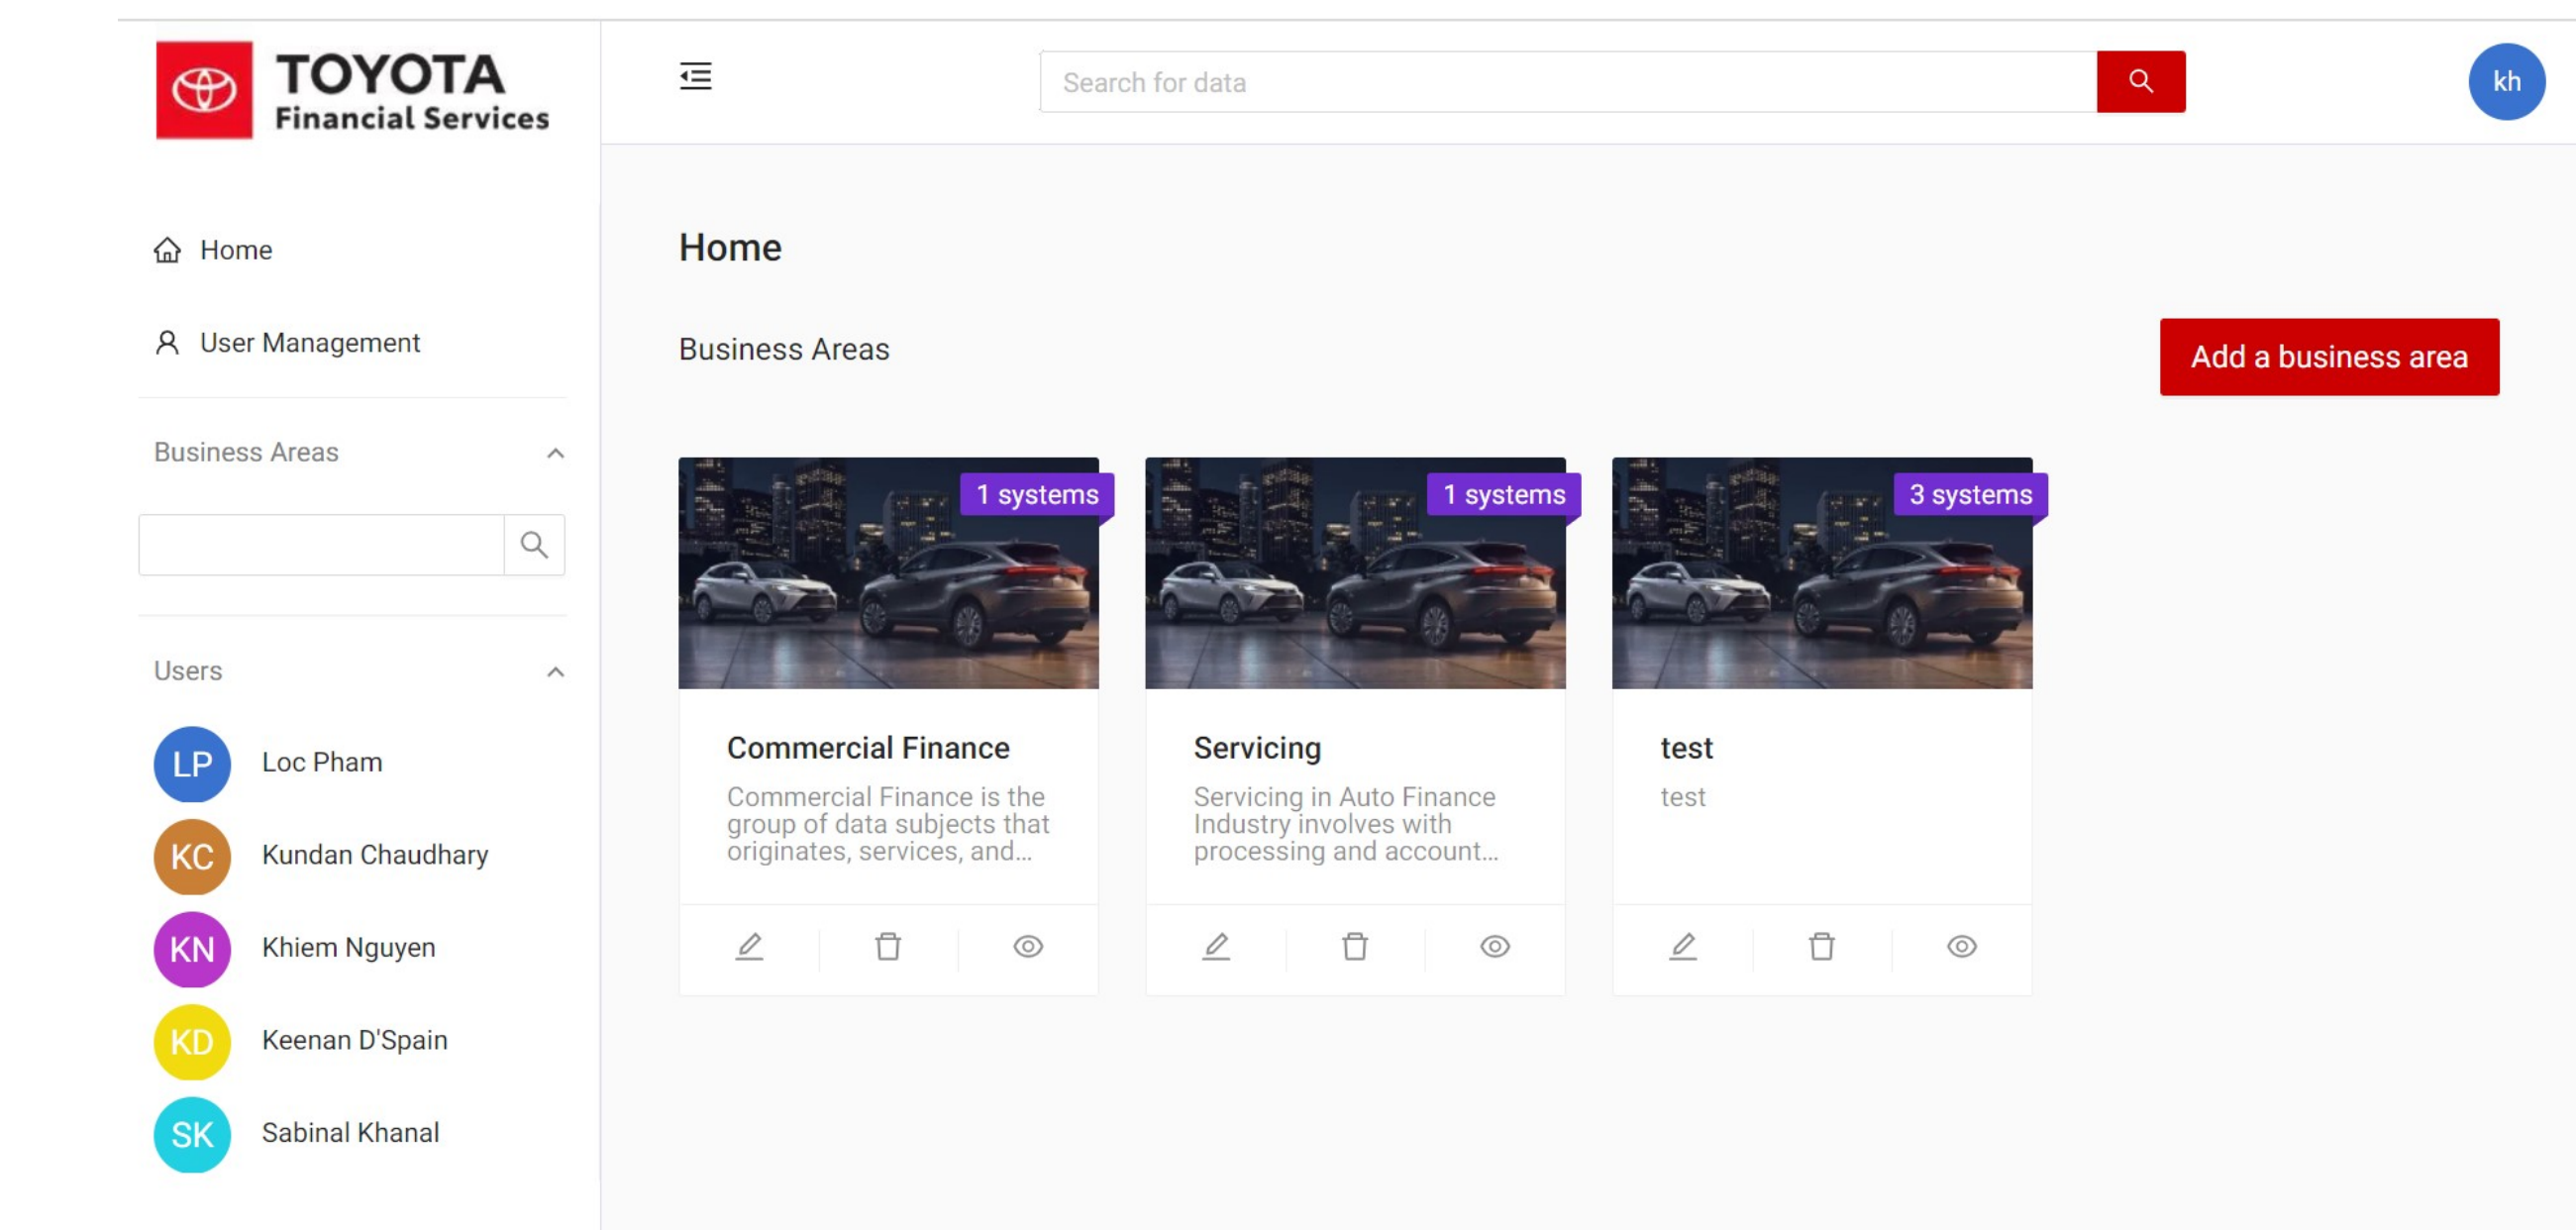 TOYOTA
Financial Services
Search for data
kh
Home
User Management
Business Areas
Users
LP Loc Pham
KC Kundan Chaudhary
KN Khiem Nguyen
KD Keenan D'Spain
SK Sabinal Khanal
Home
Business Areas
Add a business area
1 systems
Commercial Finance
Commercial Finance is the
group of data subjects that
originates, services, and...
1 systems
Servicing
Servicing in Auto Finance
Industry involves with
processing and account...
3 systems
test
test